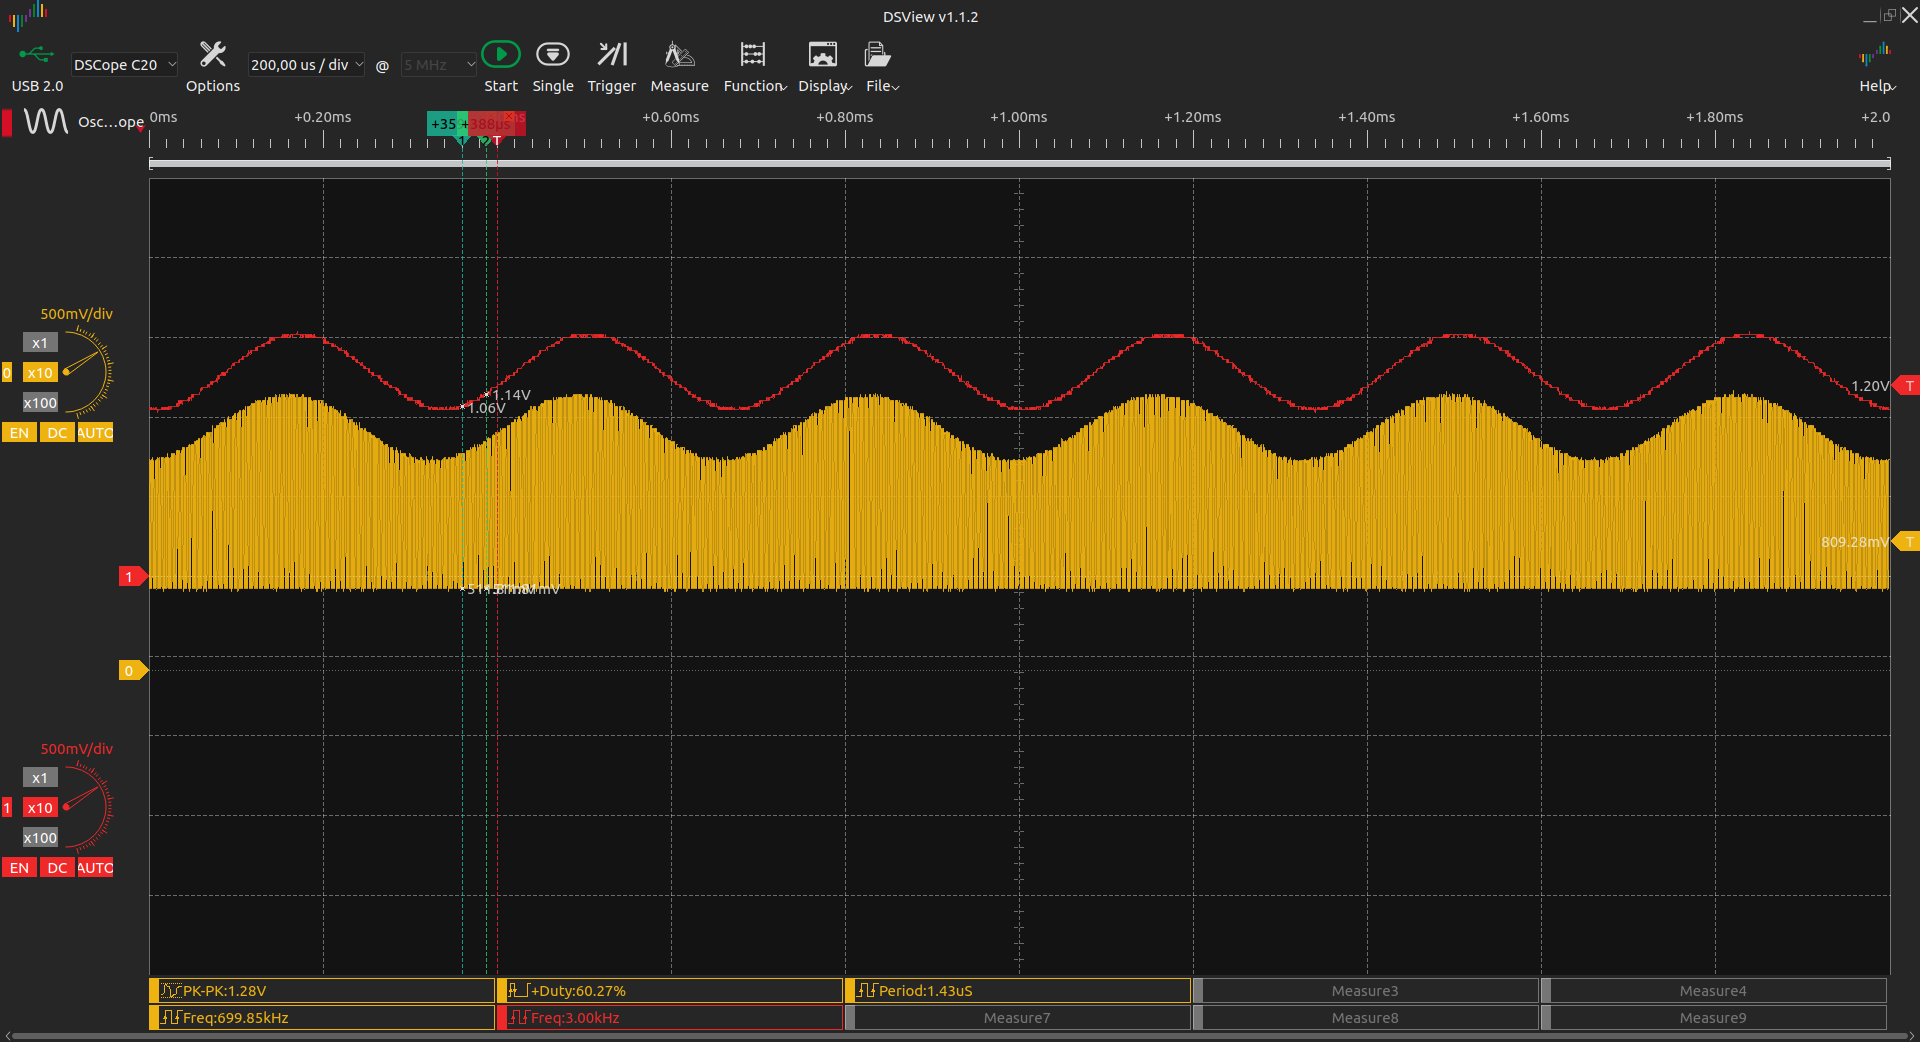 DSView v1.1.2
USB 2.0
DSCope C20
Options
200,00 us / div
@
5 MHz
Start
Single
Trigger
Measure
Function
Display
File
Help
Osc...ope
0ms
+0.20ms
+35
+388us
+0.60ms
+0.80ms
+1.00ms
+1.20ms
+1.40ms
+1.60ms
+1.80ms
+2.0
T
500mV/div
x1
0
x10
x100
EN DC AUTO
1.14V
1.06V
1.20V
T
809.28mV
T
1
0
500mV/div
x1
1
x10
x100
EN DC AUTO
PK-PK:1.28V
+Duty:60.27%
Period:1.43uS
Measure3
Measure4
Freq:699.85kHz
Freq:3.00kHz
Measure7
Measure8
Measure9